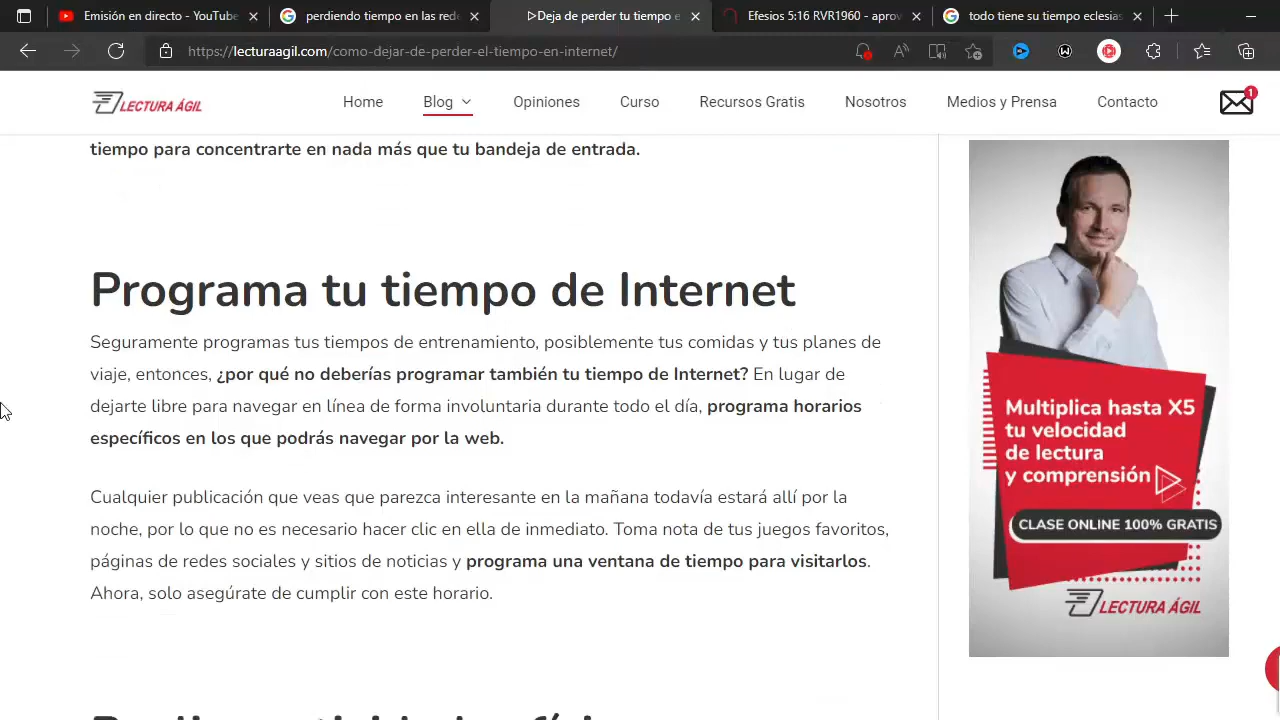 Emisión en directo - YouTube
perdiendo tiempo en las rede
▷Deja de perder tu tiempo e
Efesios 5:16 RVR1960 - aprov
todo tiene su tiempo eclesias
https://lecturaagil.com/como-dejar-de-perder-el-tiempo-en-internet/
LECTURA ÁGIL
Home
Blog
Opiniones
Curso
Recursos Gratis
Nosotros
Medios y Prensa
Contacto
1
tiempo para concentrarte en nada más que tu bandeja de entrada.
Programa tu tiempo de Internet
Seguramente programas tus tiempos de entrenamiento, posiblemente tus comidas y tus planes de
viaje, entonces, ¿por qué no deberías programar también tu tiempo de Internet? En lugar de
dejarte libre para navegar en línea de forma involuntaria durante todo el día, programa horarios
específicos en los que podrás navegar por la web.
Cualquier publicación que veas que parezca interesante en la mañana todavía estará allí por la
noche, por lo que no es necesario hacer clic en ella de inmediato. Toma nota de tus juegos favoritos,
páginas de redes sociales y sitios de noticias y programa una ventana de tiempo para visitarlos.
Ahora, solo asegúrate de cumplir con este horario.
Multiplica hasta X5
tu velocidad
de lectura
y comprensión
CLASE ONLINE 100% GRATIS
LECTURA ÁGIL